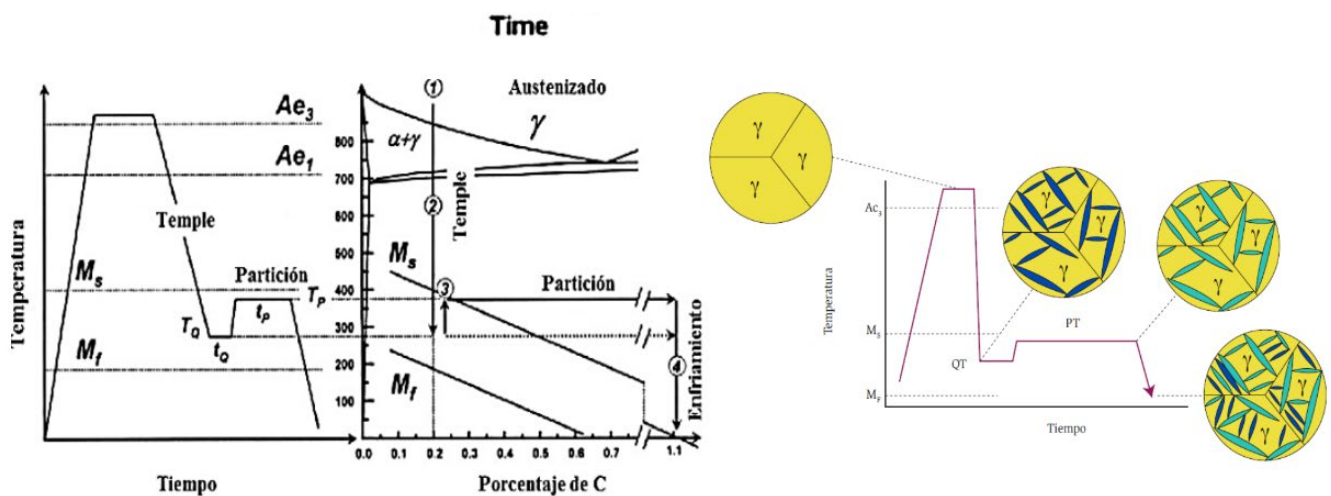 Time
Temperatura
Ae3
Ae1
Temple
Ms
Partición
TP
tP
TQ
tQ
Mf
Tiempo
1
Austenizado
α+γ
γ
800
700
2
Temple
600
500
Ms
400
3
Partición
300
200
Mf
100
4
Enfriamiento
0.0 0.1 0.2 0.3 0.4 0.5 0.6 0.7 1.1
Porcentaje de C
γ
γ
γ
Temperatura
Ac3
γ
γ
γ
γ
γ
γ
Ms
PT
QT
γ
γ
γ
MF
Tiempo